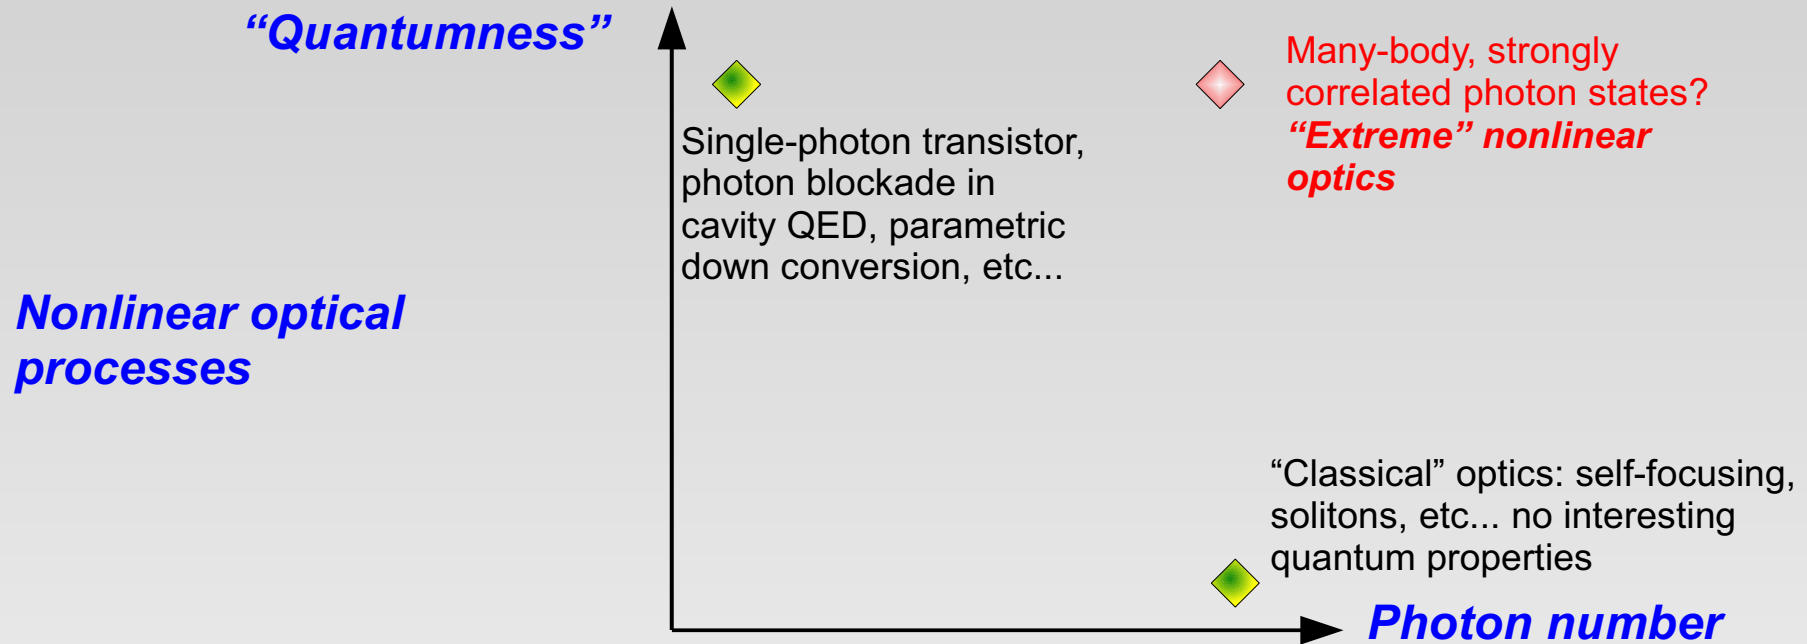 “Quantumness”
Many-body, strongly
correlated photon states?
“Extreme” nonlinear
optics
Single-photon transistor,
photon blockade in
cavity QED, parametric
down conversion, etc...
Nonlinear optical
processes
“Classical” optics: self-focusing,
solitons, etc... no interesting
quantum properties
Photon number